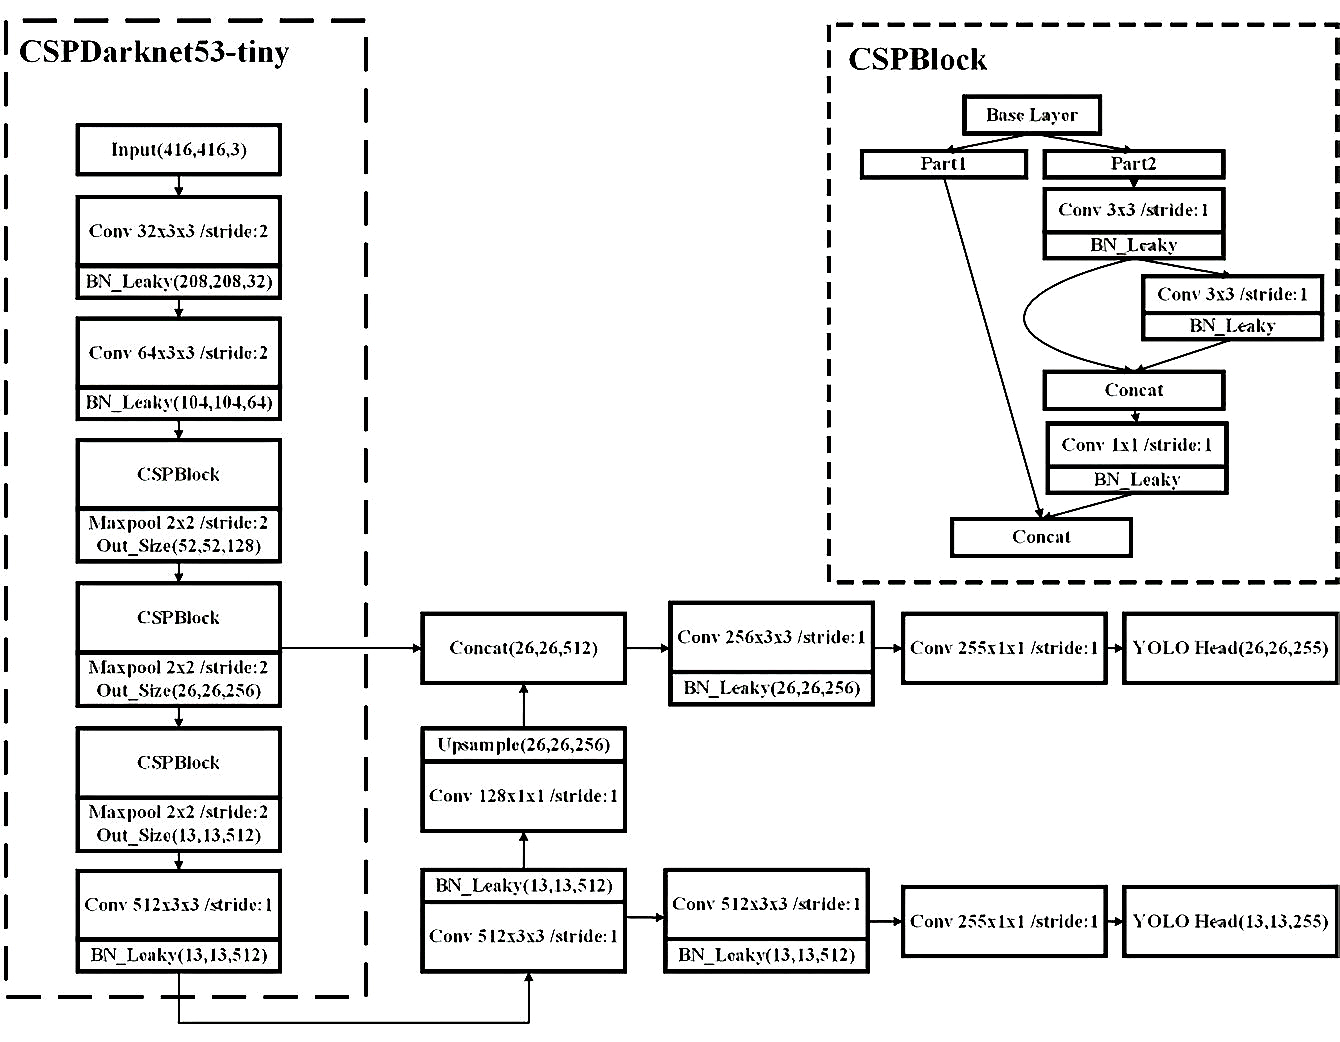 CSPDarknet53-tiny
Input(416,416,3)
Conv 32x3x3 /stride:2
BN_Leaky(208,208,32)
Conv 64x3x3 /stride:2
BN_Leaky(104,104,64)
CSPBlock
Maxpool 2x2 /stride:2
Out_Size(52,52,128)
CSPBlock
Maxpool 2x2 /stride:2
Out_Size(26,26,256)
CSPBlock
Maxpool 2x2 /stride:2
Out_Size(13,13,512)
Conv 512x3x3 /stride:1
BN_Leaky(13,13,512)
CSPBlock
Base Layer
Part1
Part2
Conv 3x3 /stride:1
BN_Leaky
Conv 3x3 /stride:1
BN_Leaky
Concat
Conv 1x1 /stride:1
BN_Leaky
Concat
Concat(26,26,512)
Conv 256x3x3 /stride:1
BN_Leaky(26,26,256)
Conv 255x1x1 /stride:1
YOLO Head(26,26,255)
Upsample(26,26,256)
Conv 128x1x1 /stride:1
BN_Leaky(13,13,512)
Conv 512x3x3 /stride:1
Conv 512x3x3 /stride:1
BN_Leaky(13,13,512)
Conv 255x1x1 /stride:1
YOLO Head(13,13,255)